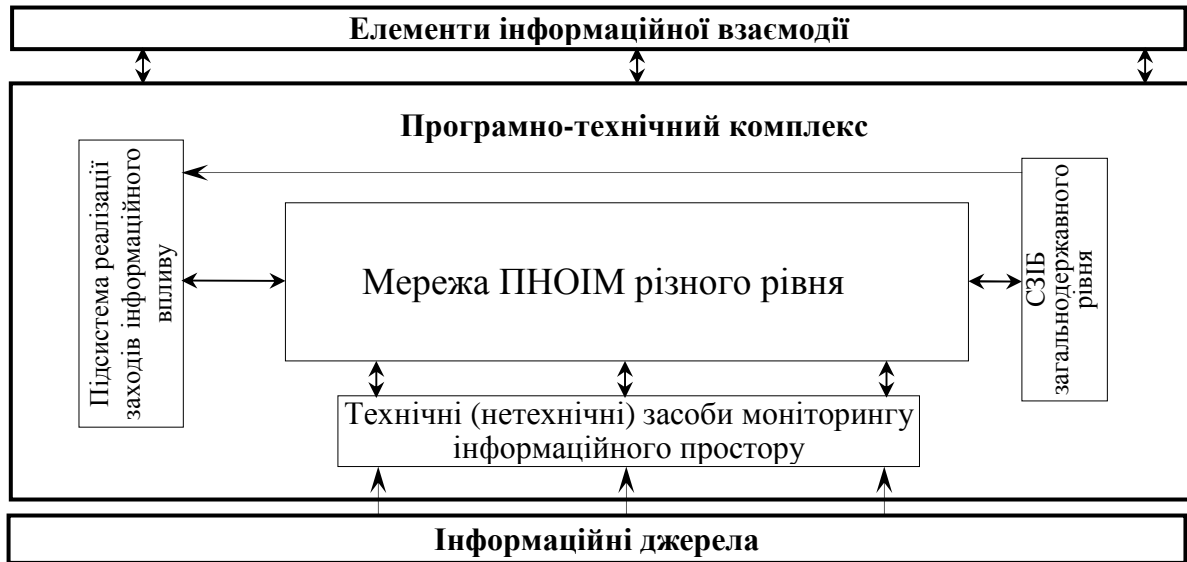 Елементи інформаційної взаємодії
Програмно-технічний комплекс
Підсистема реалізації
заходів інформаційного
впливу
Мережа ПНОІМ різного рівня
СЗІБ
загальнодержавного
рівня
Технічні (нетехнічні) засоби моніторингу
інформаційного простору
Інформаційні джерела